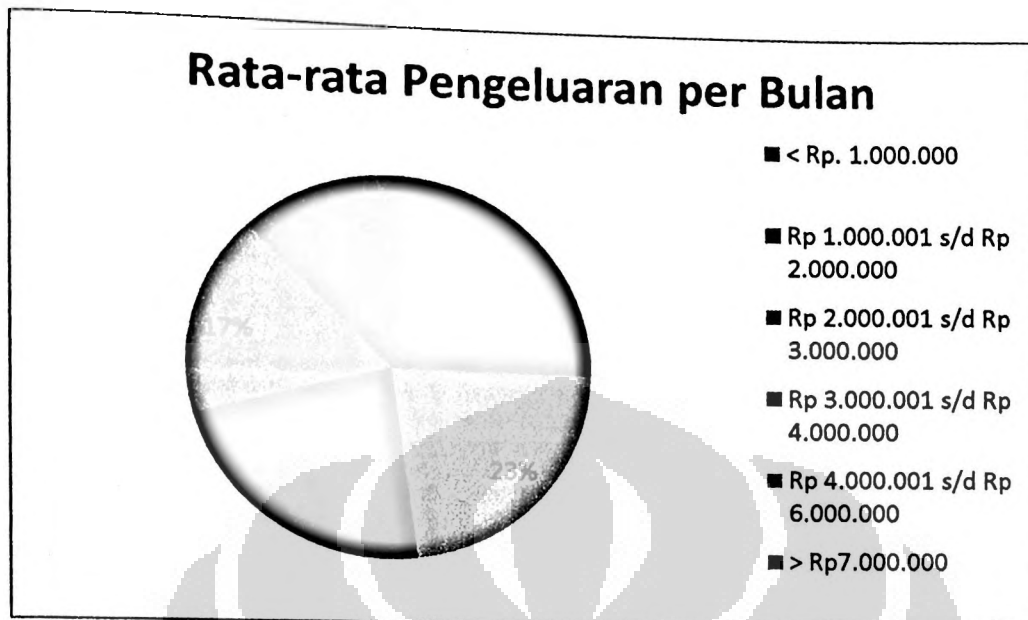 Rata-rata Pengeluaran per Bulan
< Rp. 1.000.000
Rp 1.000.001 s/d Rp
2.000.000
Rp 2.000.001 s/d Rp
3.000.000
Rp 3.000.001 s/d Rp
4.000.000
Rp 4.000.001 s/d Rp
6.000.000
> Rp7.000.000
17%
23%